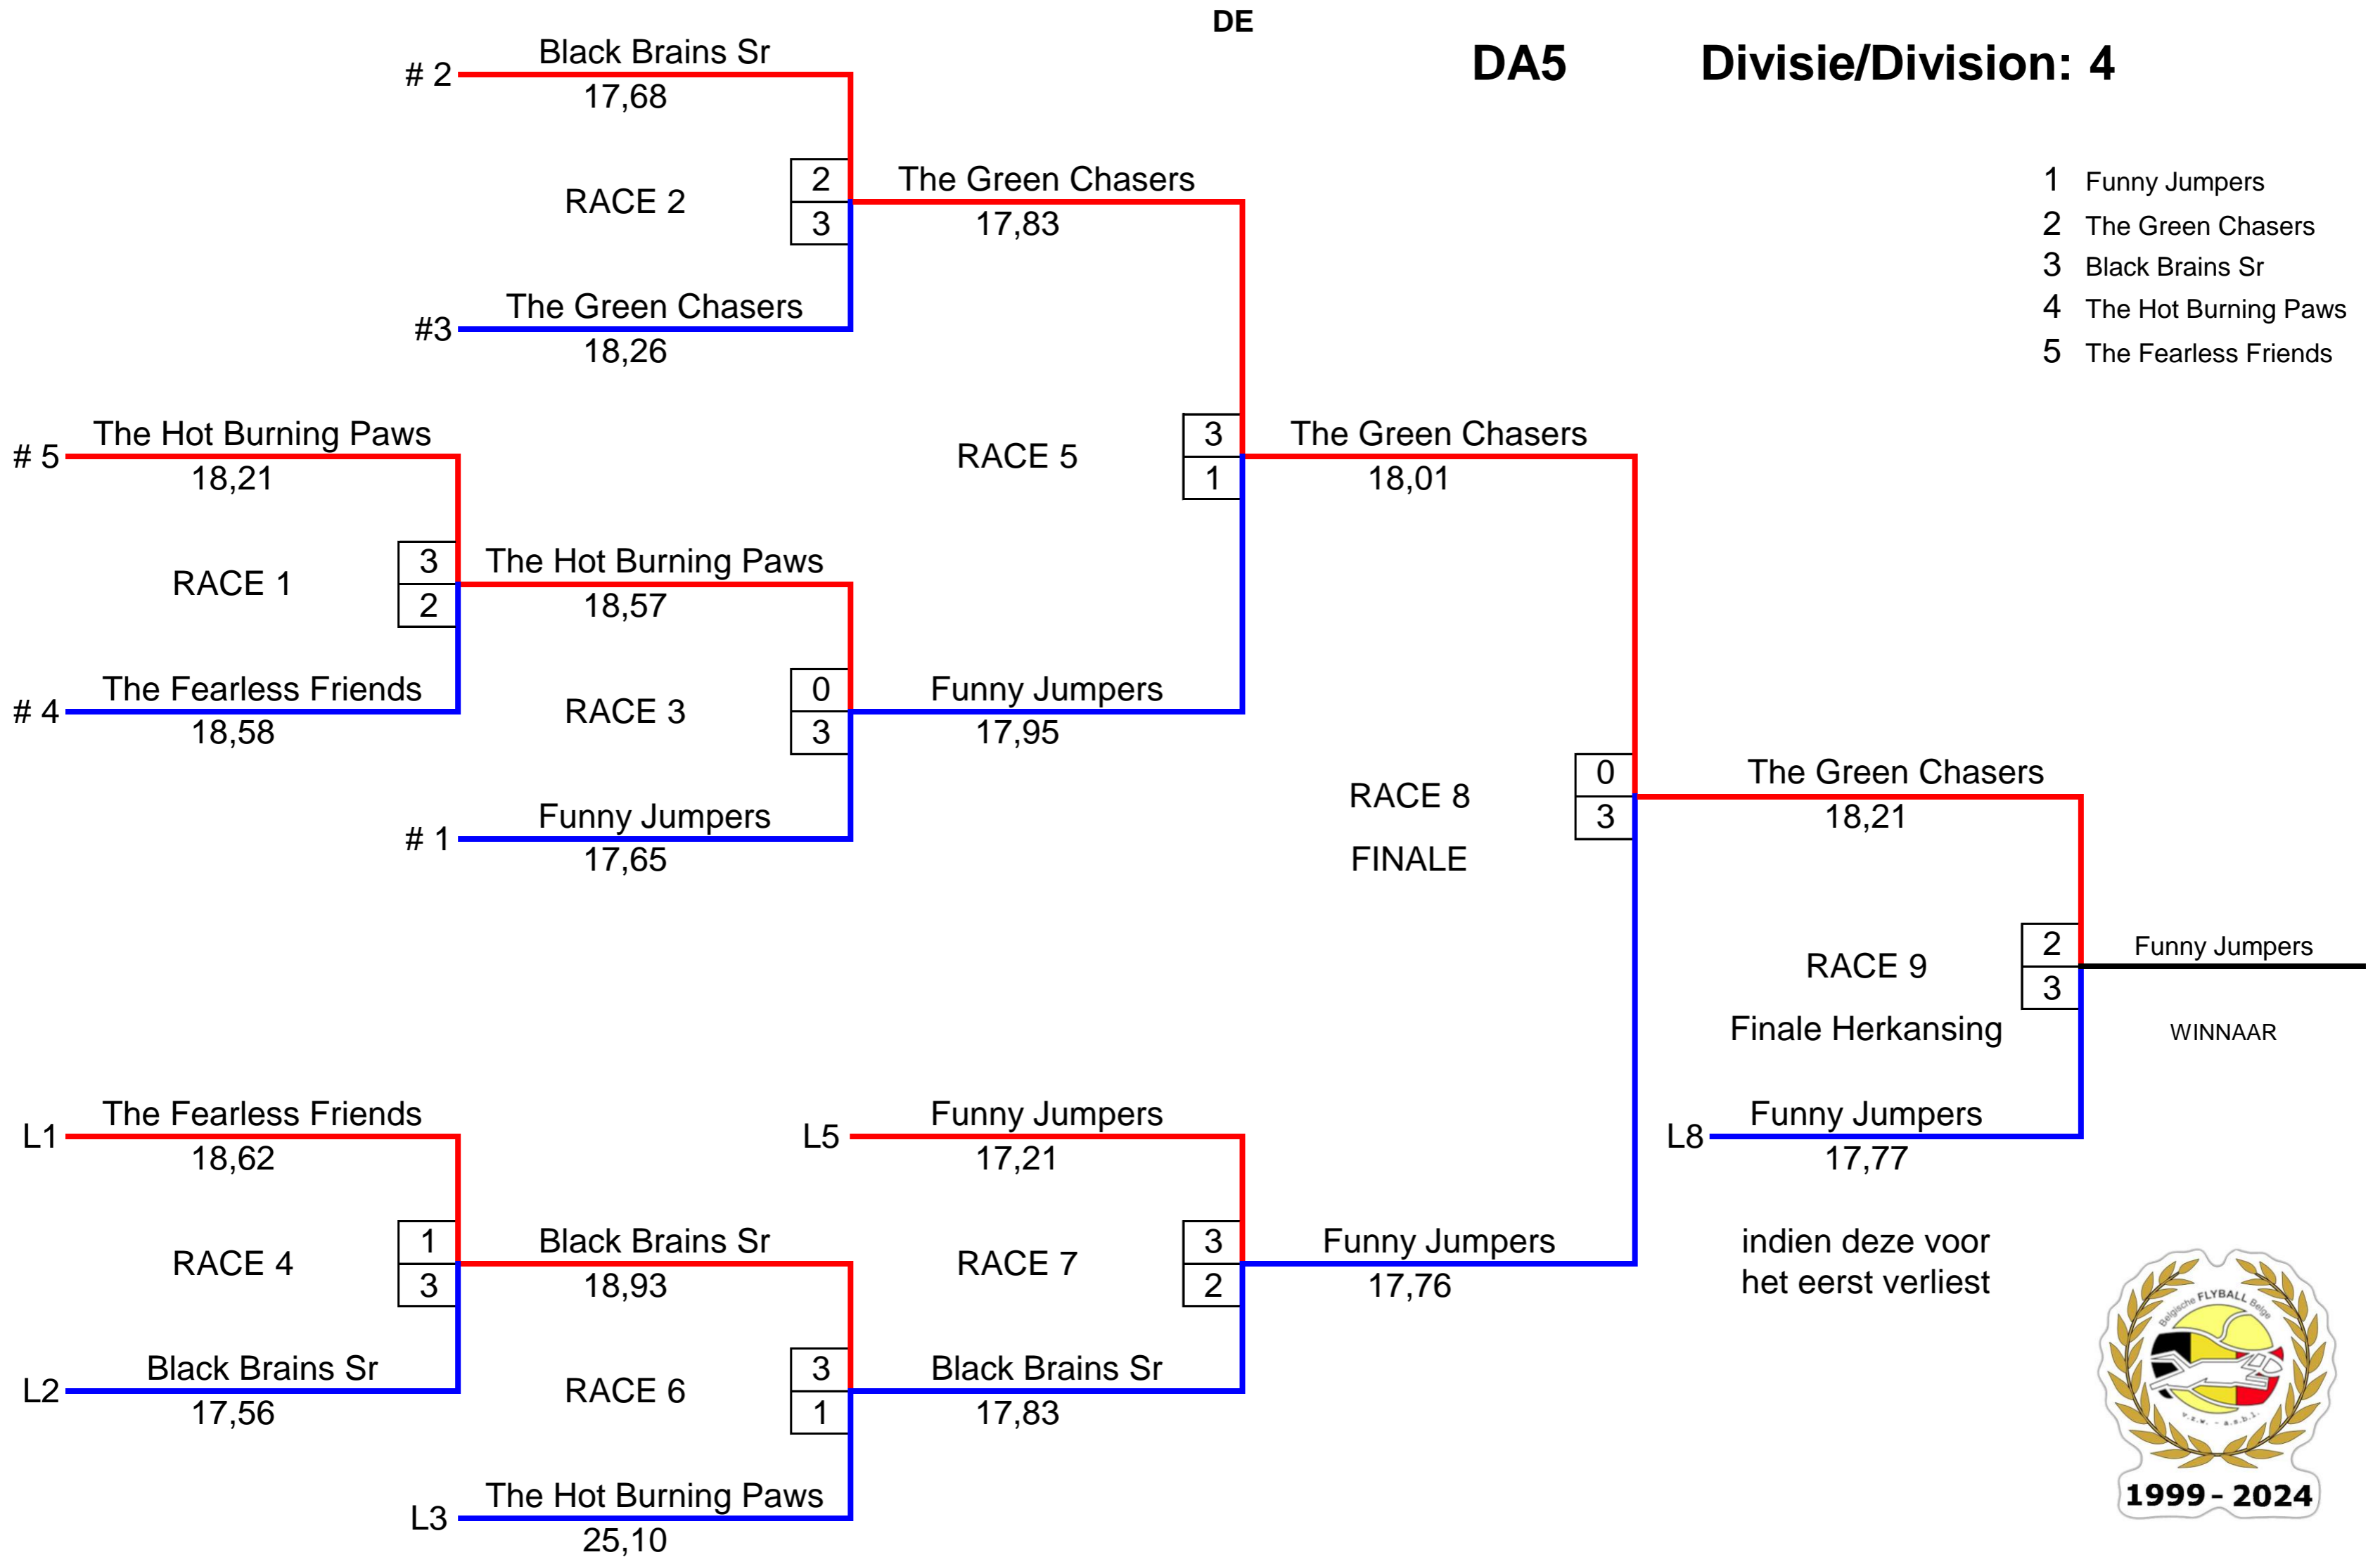 DE
DA5 Divisie/Division: 4
# 2 Black Brains Sr
17,68
RACE 2
2
3
#3 The Green Chasers
18,26
The Green Chasers
17,83
1 Funny Jumpers
2 The Green Chasers
3 Black Brains Sr
4 The Hot Burning Paws
5 The Fearless Friends
# 5 The Hot Burning Paws
18,21
RACE 1
3
2
# 4 The Fearless Friends
18,58
The Hot Burning Paws
18,57
RACE 3
0
3
# 1 Funny Jumpers
17,65
Funny Jumpers
17,95
RACE 5
3
1
The Green Chasers
18,01
RACE 8
FINALE
0
3
The Green Chasers
18,21
RACE 9
Finale Herkansing
2
3
Funny Jumpers
WINNAAR
L8 Funny Jumpers
17,77
indien deze voor
het eerst verliest
L1 The Fearless Friends
18,62
RACE 4
1
3
L2 Black Brains Sr
17,56
Black Brains Sr
18,93
RACE 6
3
1
L3 The Hot Burning Paws
25,10
L5 Funny Jumpers
17,21
RACE 7
3
2
Black Brains Sr
17,83
Funny Jumpers
17,76
Belgische FLYBALL Belge
v.z.w. - a.s.b.l.
1999 - 2024